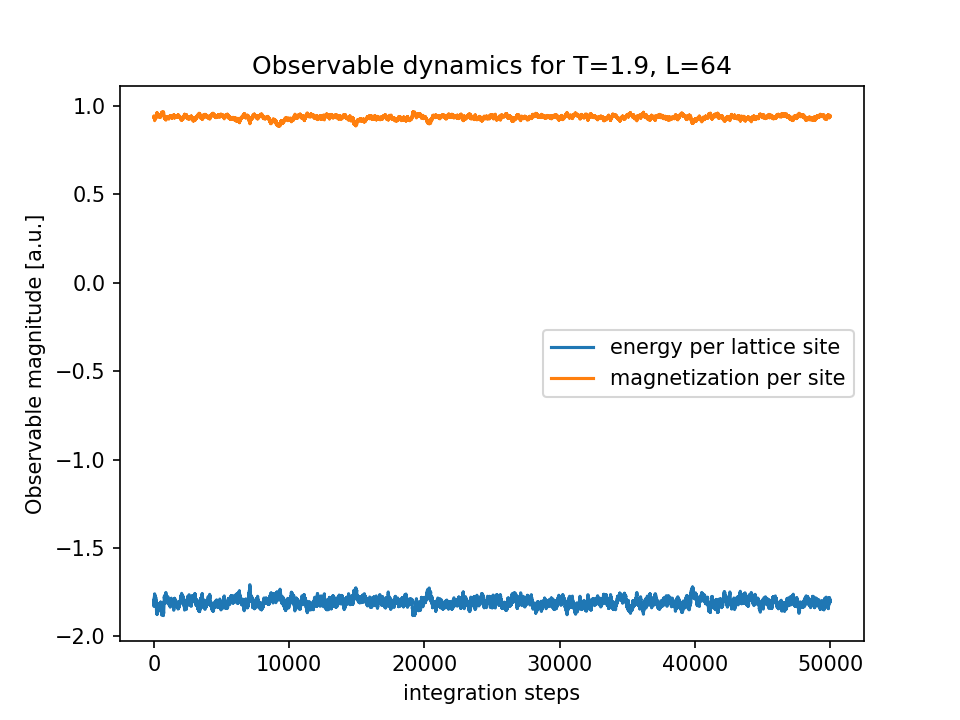 Observable dynamics for T=1.9, L=64
Observable magnitude [a.u.]
1.0
0.5
0.0
−0.5
−1.0
−1.5
−2.0
energy per lattice site
magnetization per site
0 10000 20000 30000 40000 50000
integration steps